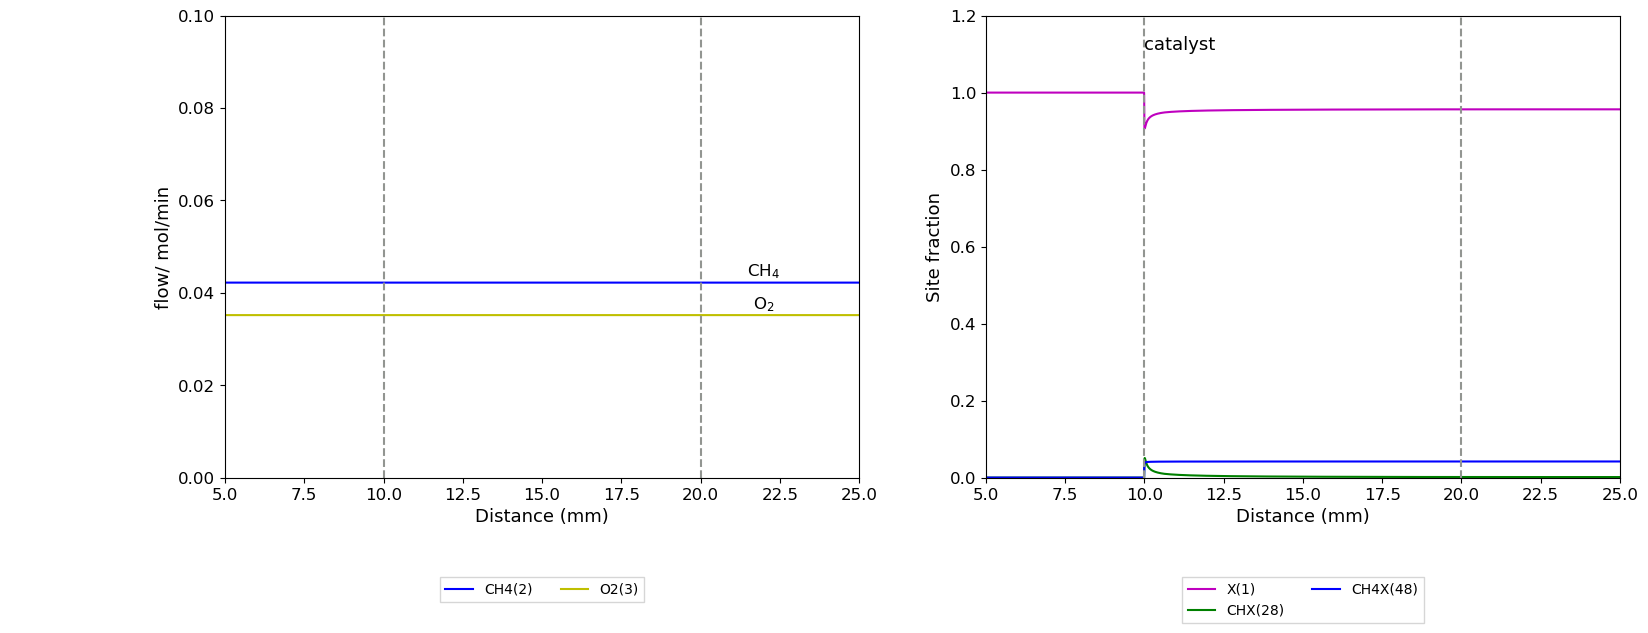 0.10
0.08
0.06
0.04
0.02
0.00
flow/ mol/min
CH4
O2
5.0 7.5 10.0 12.5 15.0 17.5 20.0 22.5 25.0
Distance (mm)
CH4(2) O2(3)
1.2
1.0
0.8
0.6
0.4
0.2
0.0
Site fraction
catalyst
5.0 7.5 10.0 12.5 15.0 17.5 20.0 22.5 25.0
Distance (mm)
X(1) CH4X(48)
CHX(28)